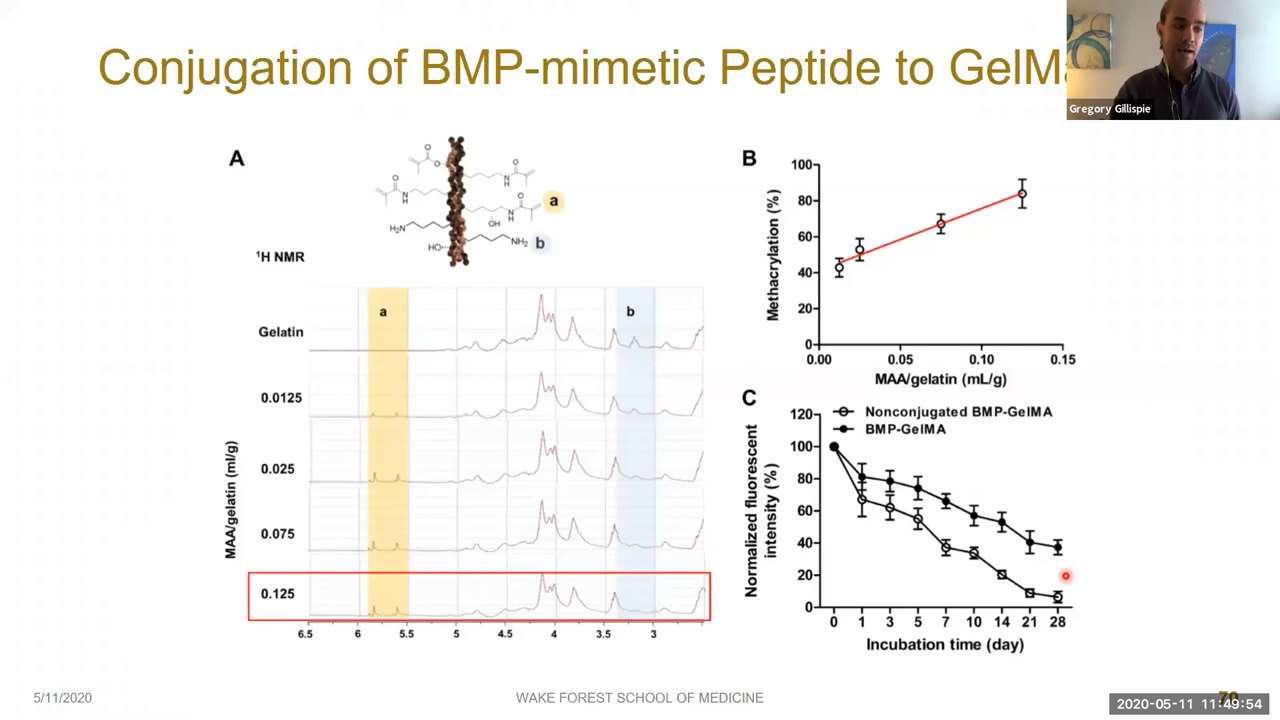 Conjugation of BMP-mimetic Peptide to GelM
Gregory Gillispie
A
a
b
¹H NMR
O
O
O
N
H
O
N
H
O
N
H
OH
H₂N
HO
NH₂
a
b
Gelatin
0.0125
0.025
0.075
0.125
MAA/gelatin (ml/g)
6.5 6 5.5 5 4.5 4 3.5 3
B
Methacrylation (%)
100
80
60
40
20
0
0.00 0.05 0.10 0.15
MAA/gelatin (mL/g)
C
Nonconjugated BMP-GelMA
BMP-GelMA
Normalized fluorescent
intensity (%)
120
100
80
60
40
20
0
0 1 3 5 7 10 14 21 28
Incubation time (day)
5/11/2020
WAKE FOREST SCHOOL OF MEDICINE
2020-05-11 11:49:54